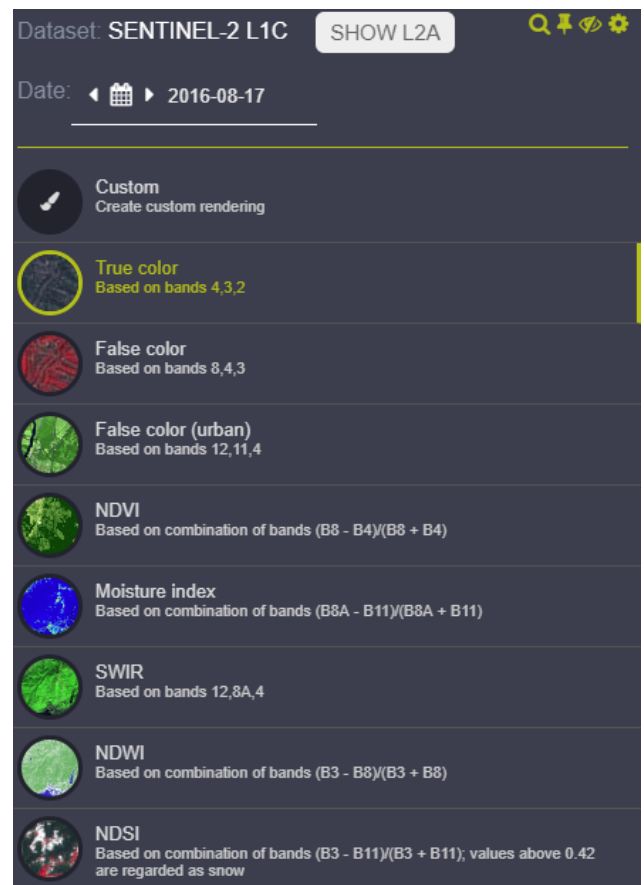 Dataset: SENTINEL-2 L1C SHOW L2A
Date: 2016-08-17
Custom
Create custom rendering
True color
Based on bands 4,3,2
False color
Based on bands 8,4,3
False color (urban)
Based on bands 12,11,4
NDVI
Based on combination of bands (B8 - B4)/(B8 + B4)
Moisture index
Based on combination of bands (B8A - B11)/(B8A + B11)
SWIR
Based on bands 12,8A,4
NDWI
Based on combination of bands (B3 - B8)/(B3 + B8)
NDSI
Based on combination of bands (B3 - B11)/(B3 + B11); values above 0.42
are regarded as snow